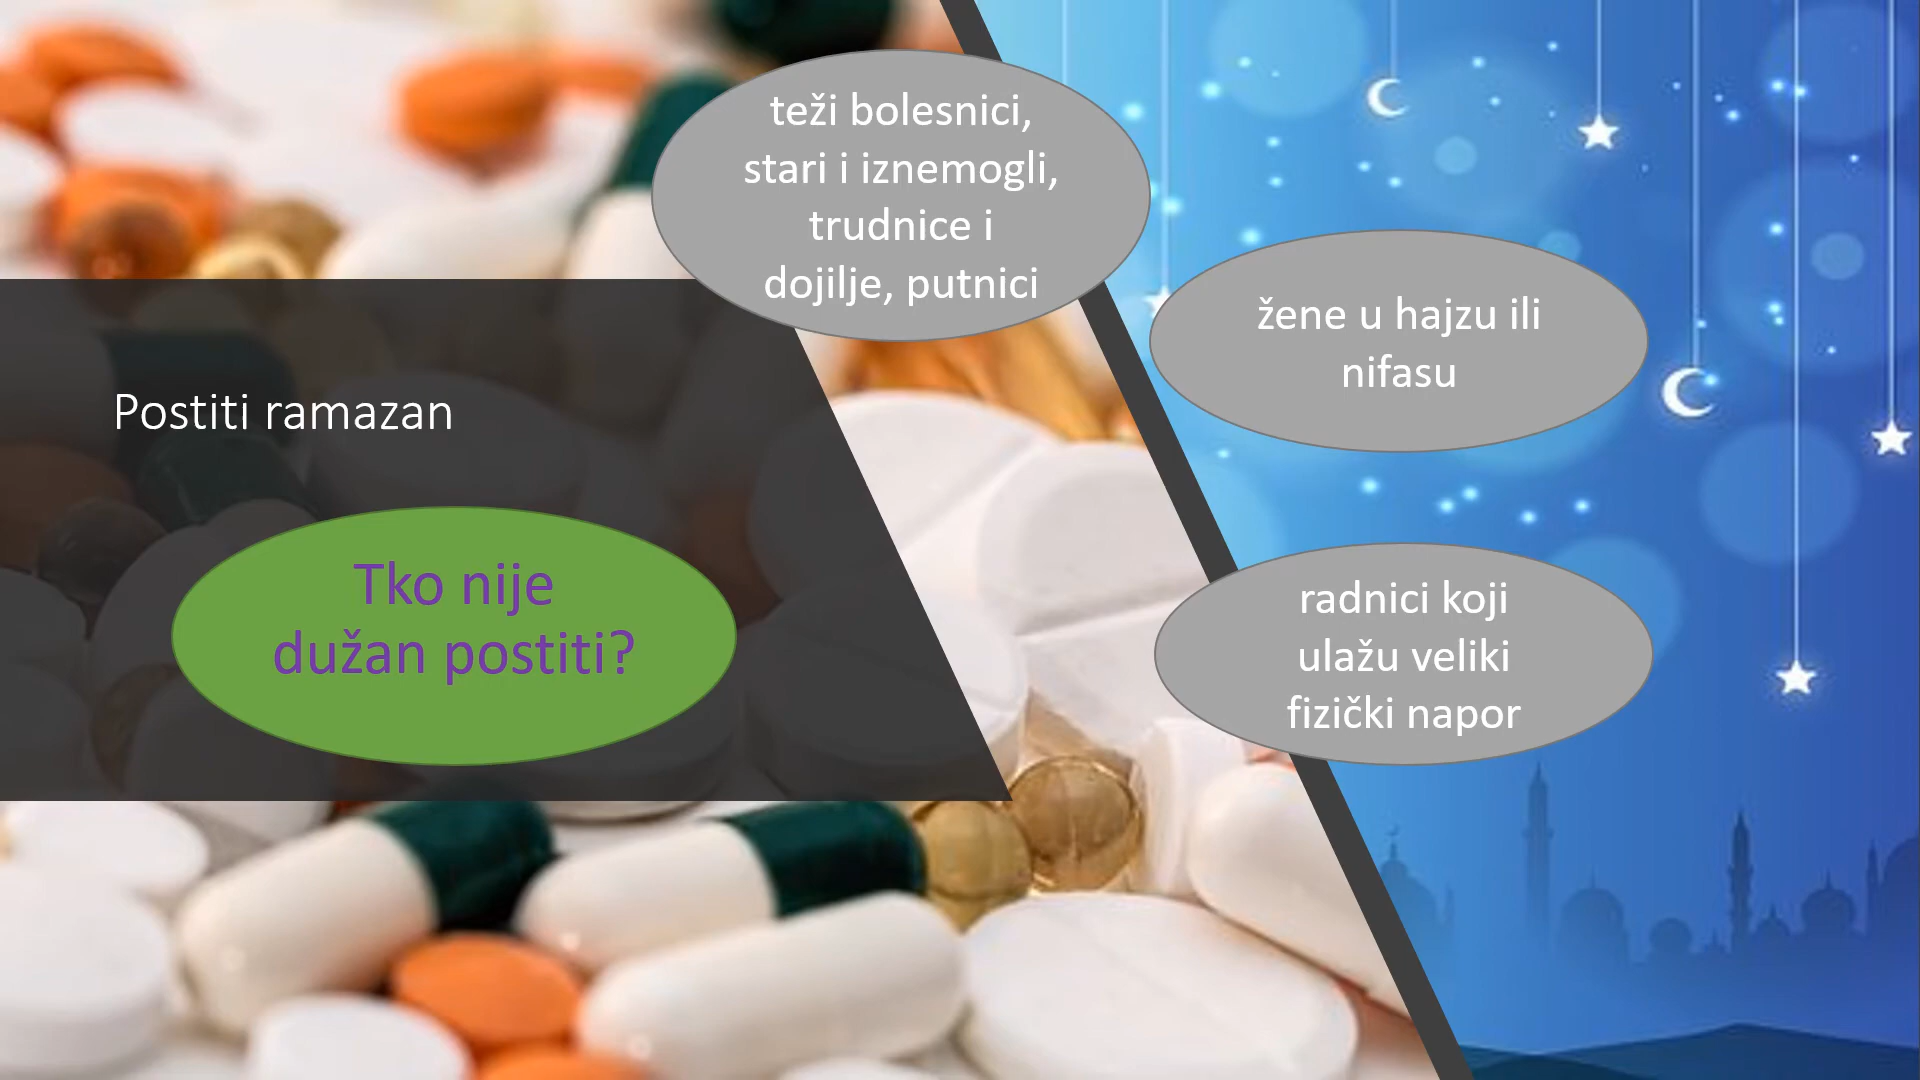 Postiti ramazan
Tko nije
dužan postiti?
teži bolesnici,
stari i iznemogli,
trudnice i
dojilje, putnici
žene u hajzu ili
nifasu
radnici koji
ulažu veliki
fizički napor